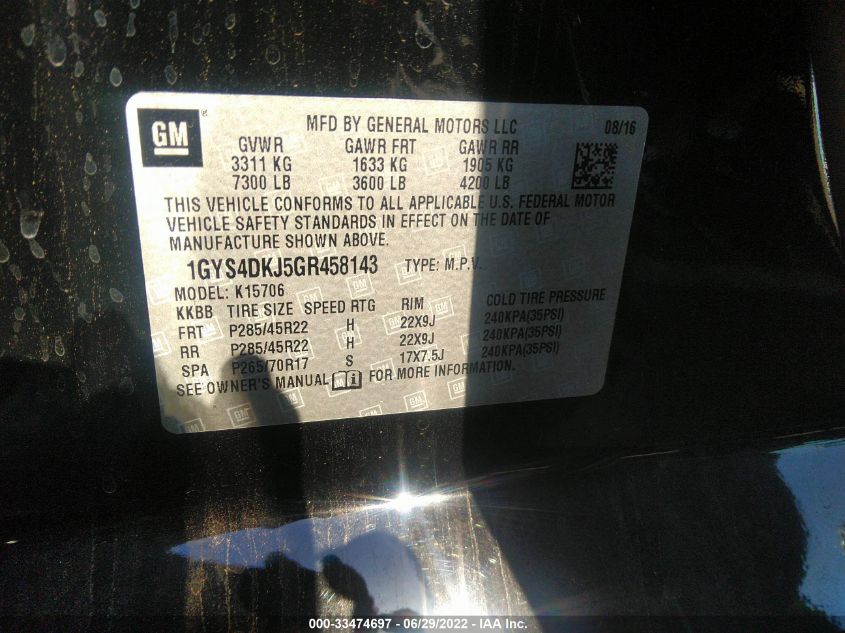 GM ®
MFD BY GENERAL MOTORS LLC 08/16
GVWR GAWR FRT GAWR RR
3311 KG 1633 KG 1905 KG
7300 LB 3600 LB 4200 LB
THIS VEHICLE CONFORMS TO ALL APPLICABLE U.S. FEDERAL MOTOR
VEHICLE SAFETY STANDARDS IN EFFECT ON THE DATE OF
MANUFACTURE SHOWN ABOVE.
1GYS4DKJ5GR458143 TYPE: M.P.V.
MODEL: K15706
KKBB TIRE SIZE SPEED RTG RIM COLD TIRE PRESSURE
FRT P285/45R22 H 22X9J 240KPA(35PSI)
RR P285/45R22 H 22X9J 240KPA(35PSI)
SPA P265/70R17 S 17X7.5J 240KPA(35PSI)
SEE OWNER'S MANUAL FOR MORE INFORMATION.
000-33474697 - 06/29/2022 - IAA Inc.